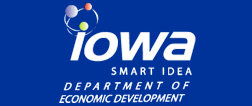 iowa
SMART IDEA
DEPARTMENT OF
ECONOMIC DEVELOPMENT